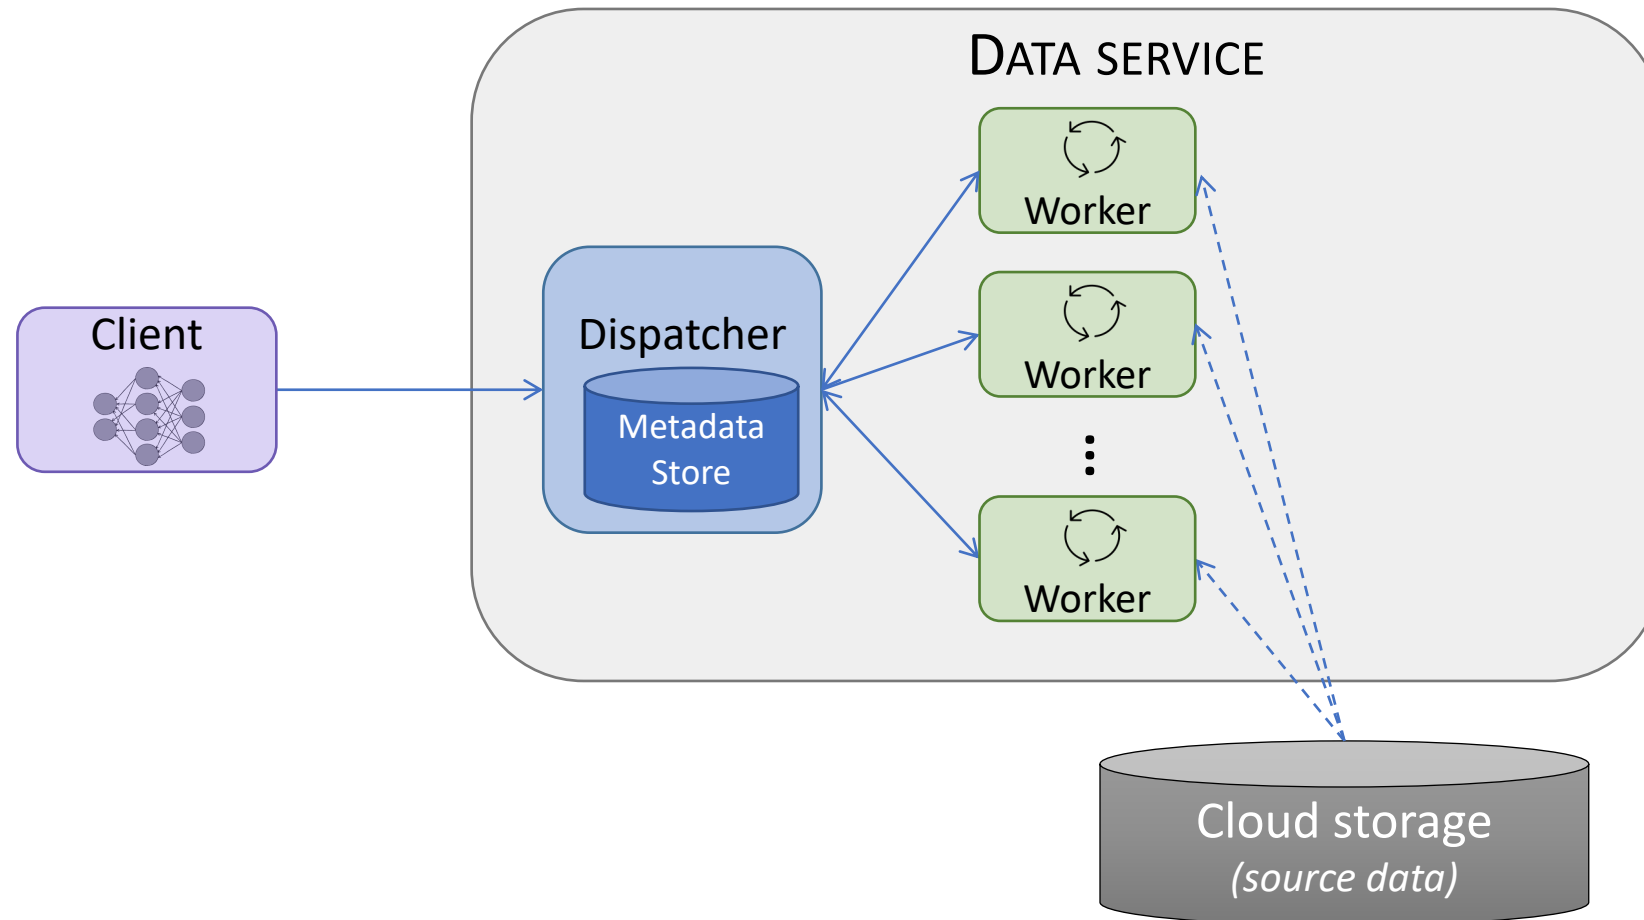 DATA SERVICE
Worker
Worker
Client
Dispatcher
Metadata
Store
Worker
Cloud storage
(source data)